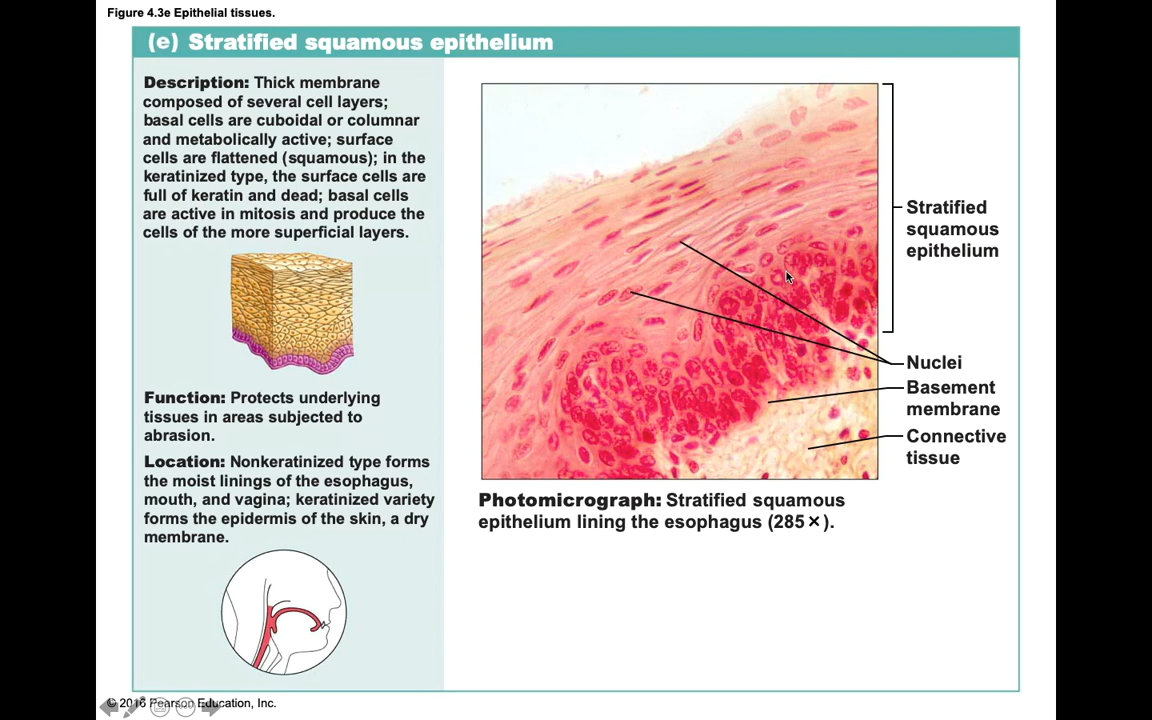 Figure 4.3e Epithelial tissues.
(e) Stratified squamous epithelium
Description: Thick membrane
composed of several cell layers;
basal cells are cuboidal or columnar
and metabolically active; surface
cells are flattened (squamous); in the
keratinized type, the surface cells are
full of keratin and dead; basal cells
are active in mitosis and produce the
cells of the more superficial layers.
Function: Protects underlying
tissues in areas subjected to
abrasion.
Location: Nonkeratinized type forms
the moist linings of the esophagus,
mouth, and vagina; keratinized variety
forms the epidermis of the skin, a dry
membrane.
Stratified
squamous
epithelium
Nuclei
Basement
membrane
Connective
tissue
Photomicrograph: Stratified squamous
epithelium lining the esophagus (285×).
© 2016 Pearson Education, Inc.